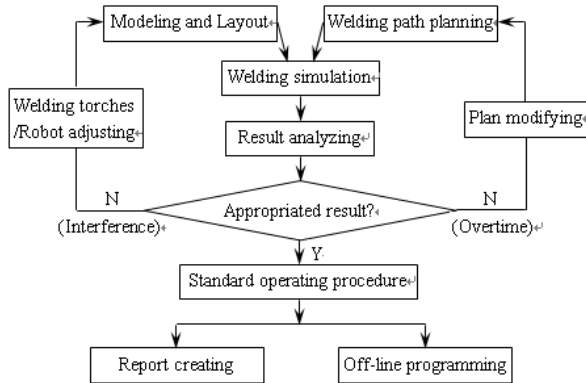 Modeling and Layout
Welding path planning
Welding simulation
Welding torches
/Robot adjusting
Result analyzing
Plan modifying
N
Appropriated result?
N
(Interference)
(Overtime)
Y
Standard operating procedure
Report creating
Off-line programming